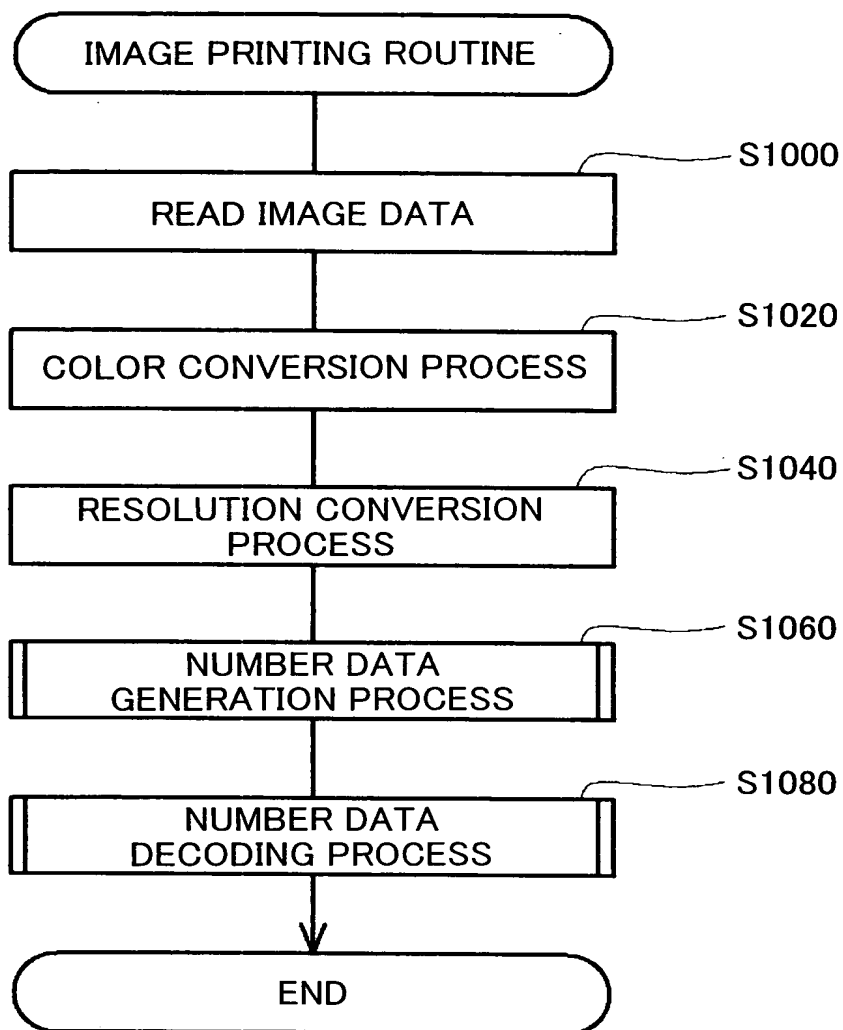 IMAGE PRINTING ROUTINE
S1000
READ IMAGE DATA
S1020
COLOR CONVERSION PROCESS
S1040
RESOLUTION CONVERSION
PROCESS
S1060
NUMBER DATA
GENERATION PROCESS
S1080
NUMBER DATA
DECODING PROCESS
END